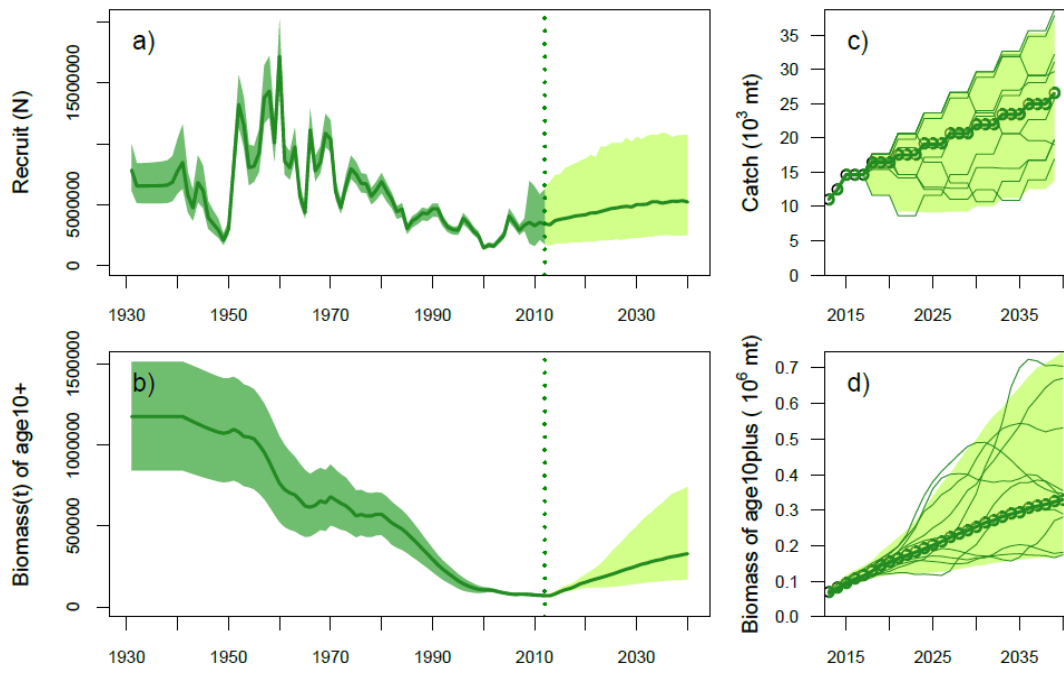 a)
Recruit (N)
15000000
5000000
0
1930 1950 1970 1990 2010 2030
c)
Catch (10³ mt)
35
30
25
20
15
10
5
0
2015 2025 2035
b)
Biomass(t) of age10+
1500000
1000000
500000
0
1930 1950 1970 1990 2010 2030
d)
Biomass of age10plus ( 10⁶ mt)
0.7
0.6
0.5
0.4
0.3
0.2
0.1
0.0
2015 2025 2035